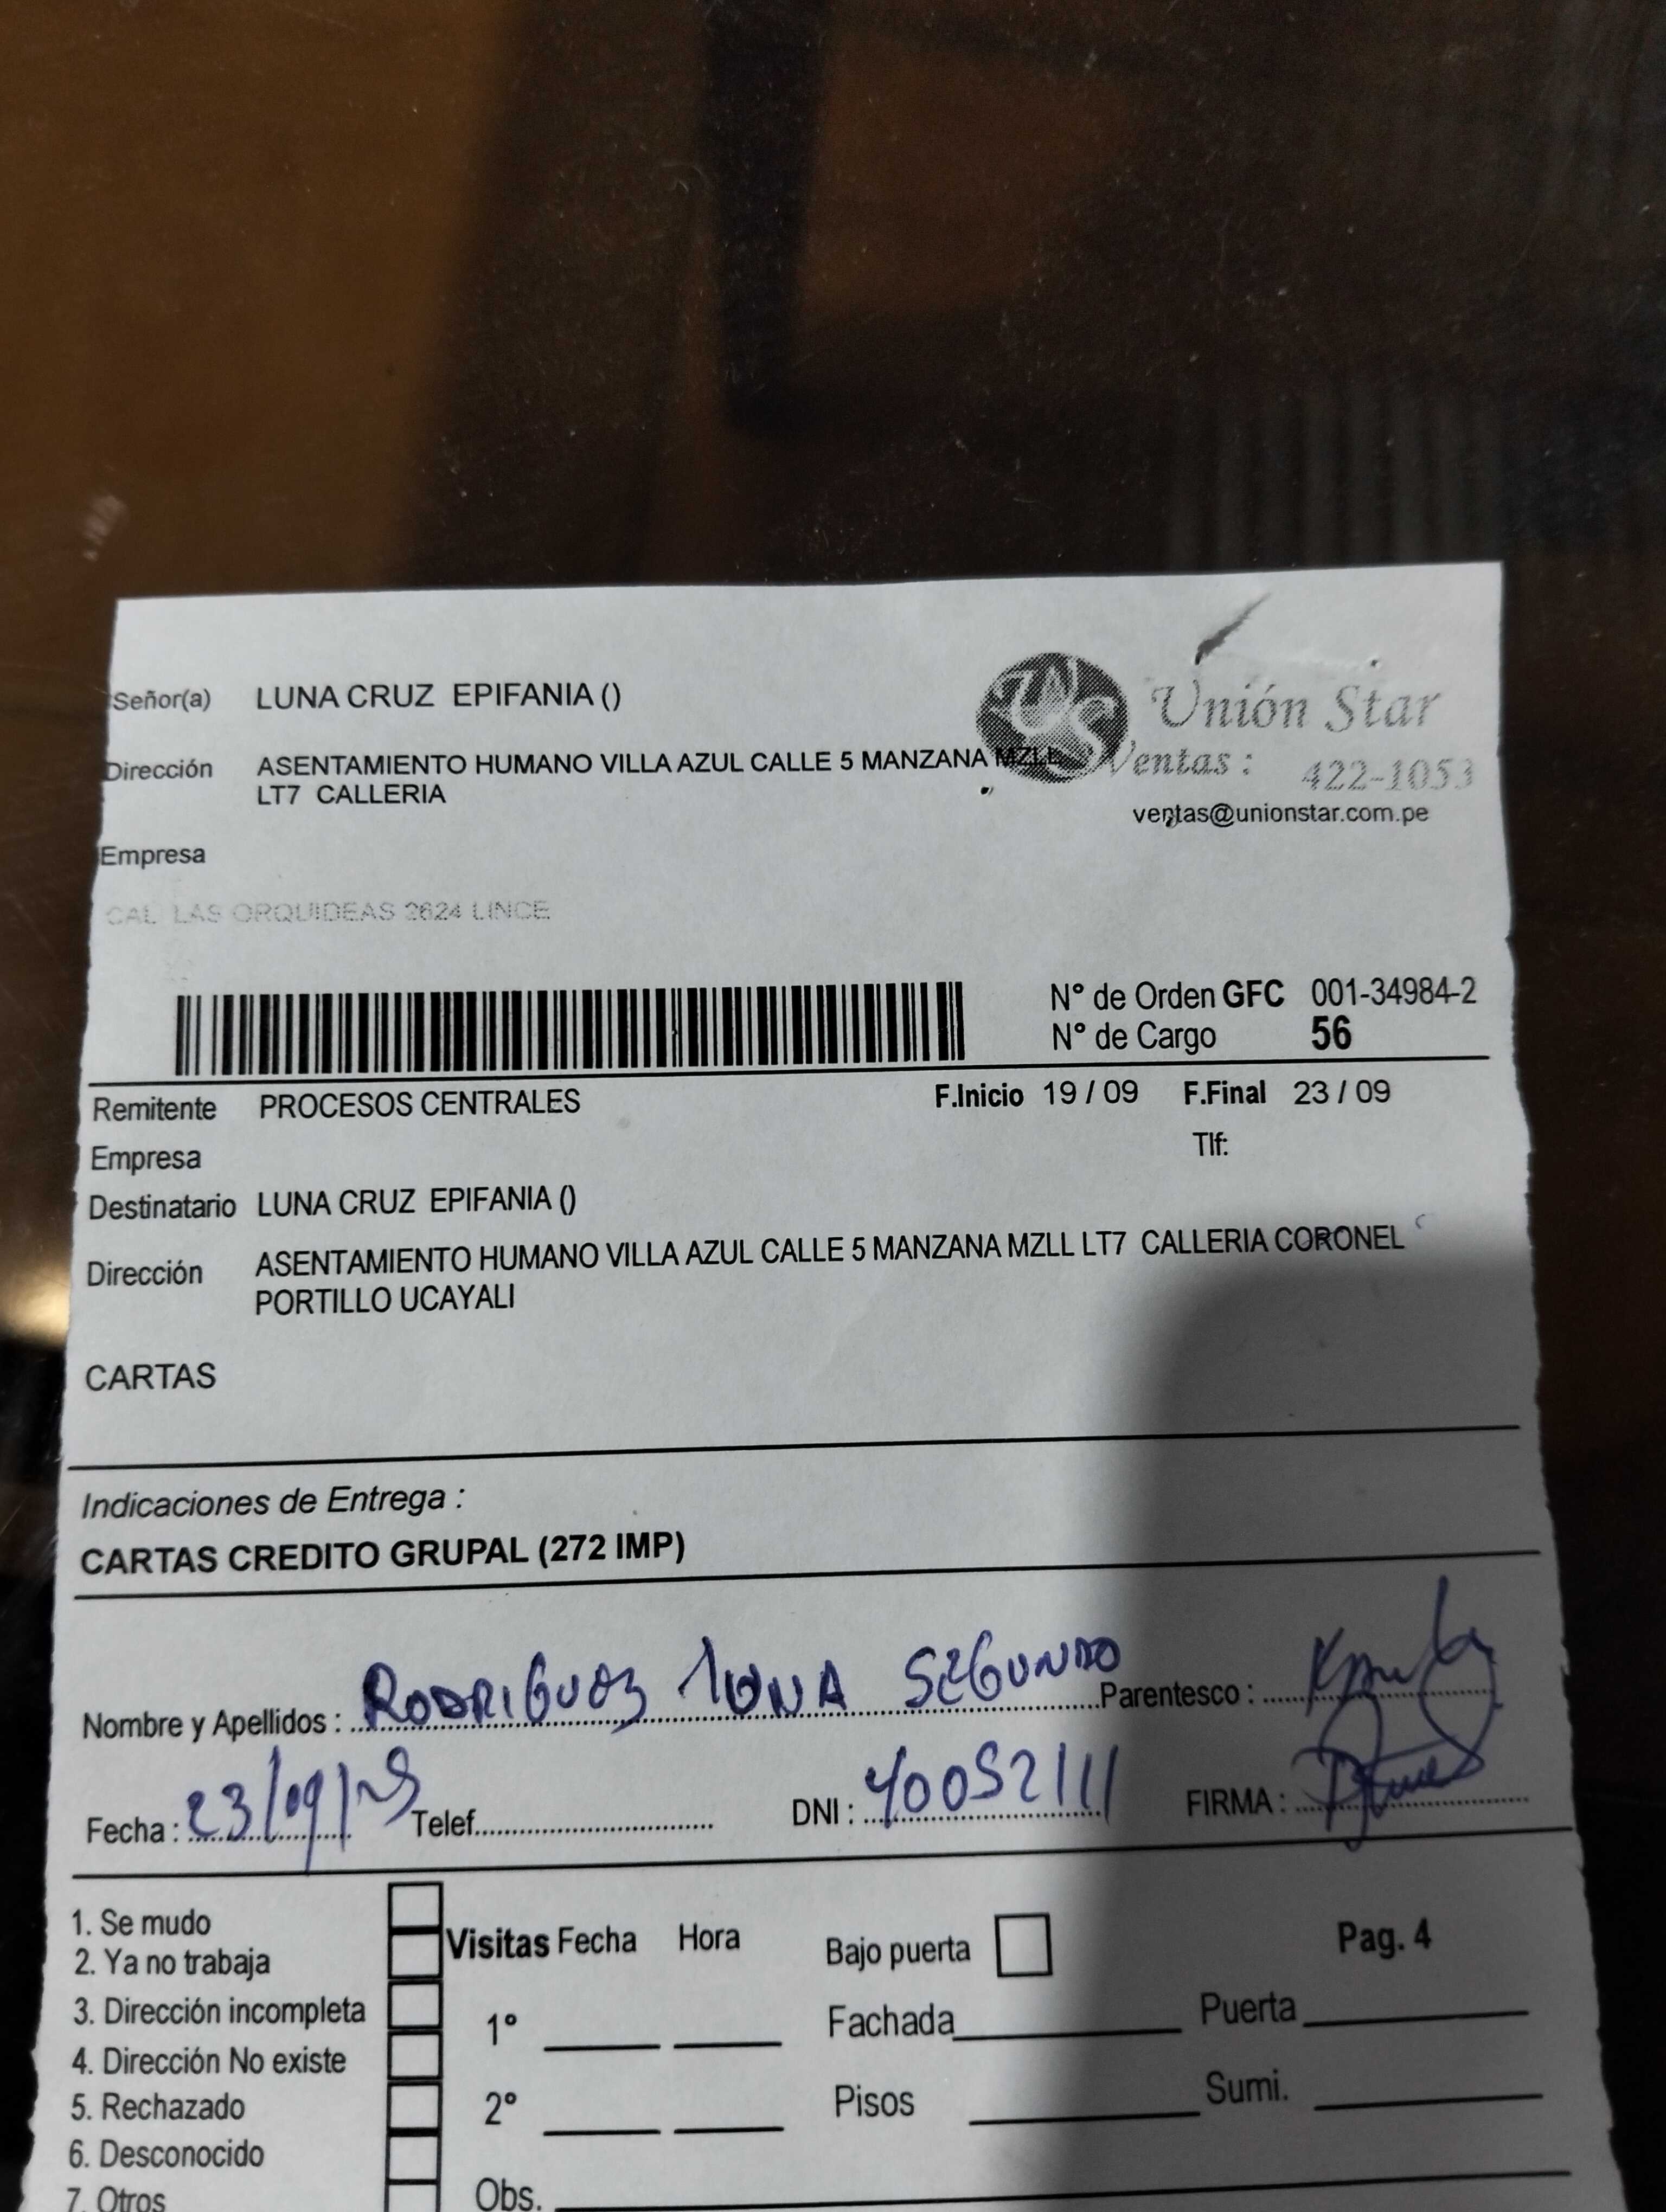 Señor(a) LUNA CRUZ EPIFANIA ()
Unión Star
Dirección ASENTAMIENTO HUMANO VILLA AZUL CALLE 5 MANZANA MZLL
LT7 CALLERIA
Ventas : 422-1053
ventas@unionstar.com.pe
Empresa
CAL LAS ORQUIDEAS 2624 LINCE
N° de Orden GFC 001-34984-2
N° de Cargo 56
Remitente PROCESOS CENTRALES F.Inicio 19 / 09 F.Final 23 / 09
Empresa Tlf:
Destinatario LUNA CRUZ EPIFANIA ()
Dirección ASENTAMIENTO HUMANO VILLA AZUL CALLE 5 MANZANA MZLL LT7 CALLERIA CORONEL
PORTILLO UCAYALI
CARTAS
Indicaciones de Entrega :
CARTAS CREDITO GRUPAL (272 IMP)
Nombre y Apellidos : RODRIGUEZ LUNA SEGUNDO Parentesco :
Fecha : 23/09/25 Telef. DNI : 40052111 FIRMA :
1. Se mudo
2. Ya no trabaja
3. Dirección incompleta
4. Dirección No existe
5. Rechazado
6. Desconocido
7. Otros
Visitas Fecha Hora Bajo puerta Pag. 4
1° Fachada Puerta
2° Pisos Sumi.
Obs.